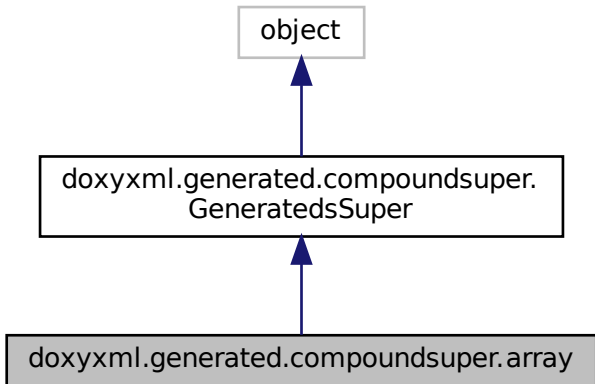 object
doxyxml.generated.compoundsuper.
GeneratedsSuper
doxyxml.generated.compoundsuper.array